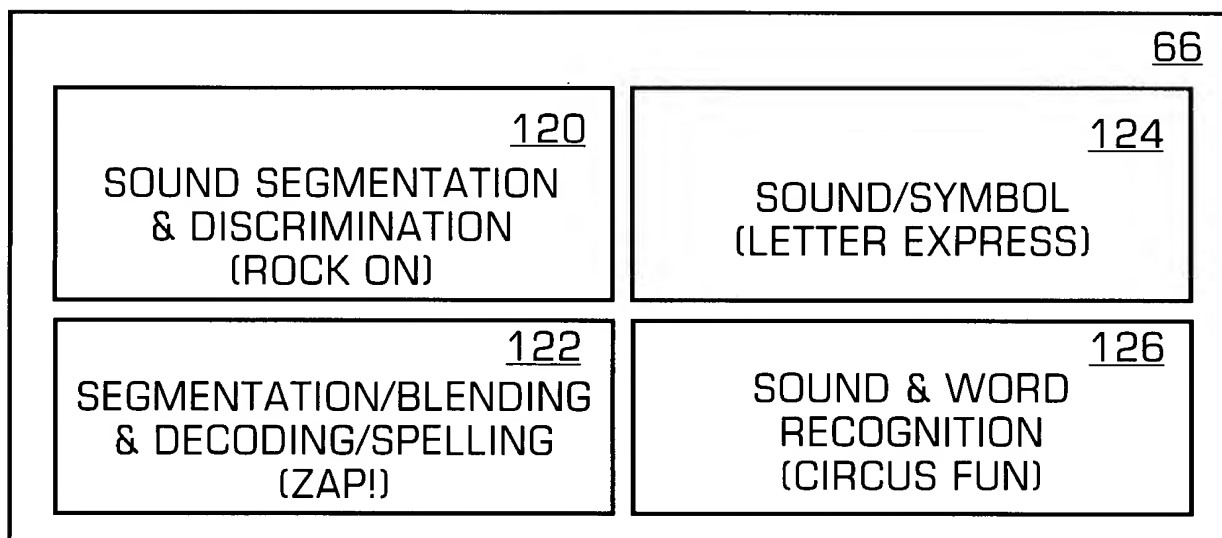 66
120
SOUND SEGMENTATION
& DISCRIMINATION
(ROCK ON)
124
SOUND/SYMBOL
(LETTER EXPRESS)
122
SEGMENTATION/BLENDING
& DECODING/SPELLING
(ZAP!)
126
SOUND & WORD
RECOGNITION
(CIRCUS FUN)